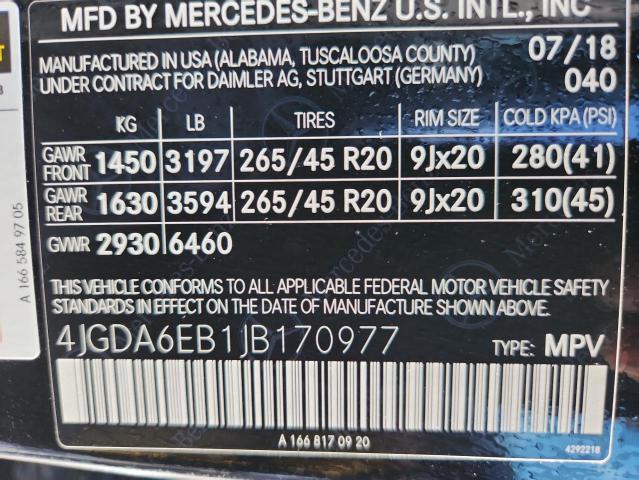 MFD BY MERCEDES-BENZ U.S. INTL., INC
MANUFACTURED IN USA (ALABAMA, TUSCALOOSA COUNTY) 07/18
UNDER CONTRACT FOR DAIMLER AG, STUTTGART (GERMANY) 040
KG LB TIRES RIM SIZE COLD KPA (PSI)
GAWR FRONT 1450 3197 265/45 R20 9Jx20 280(41)
GAWR REAR 1630 3594 265/45 R20 9Jx20 310(45)
GVWR 2930 6460
THIS VEHICLE CONFORMS TO ALL APPLICABLE FEDERAL MOTOR VEHICLE SAFETY
STANDARDS IN EFFECT ON THE DATE OF MANUFACTURE SHOWN ABOVE.
4JGDA6EB1JB170977 TYPE: MPV
A 166 817 09 20
4292218
A 166 584 97 05